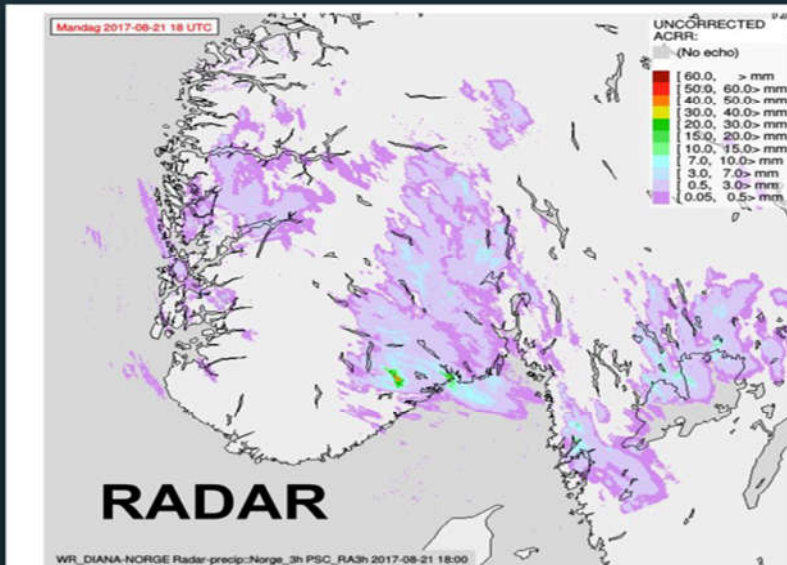 Mandag 2017-08-21 18 UTC
UNCORRECTED
ACRR:
(No echo)
[ 60.0, > mm
[ 50.0, 60.0> mm
[ 40.0, 50.0> mm
[ 30.0, 40.0> mm
[ 20.0, 30.0> mm
[ 15.0, 20.0> mm
[ 10.0, 15.0> mm
[ 7.0, 10.0> mm
[ 3.0, 7.0> mm
[ 0.5, 3.0> mm
[ 0.05, 0.5> mm
RADAR
WR_DIANA-NORGE Radar-precip::Norge_3h PSC_RA3h 2017-08-21 18:00